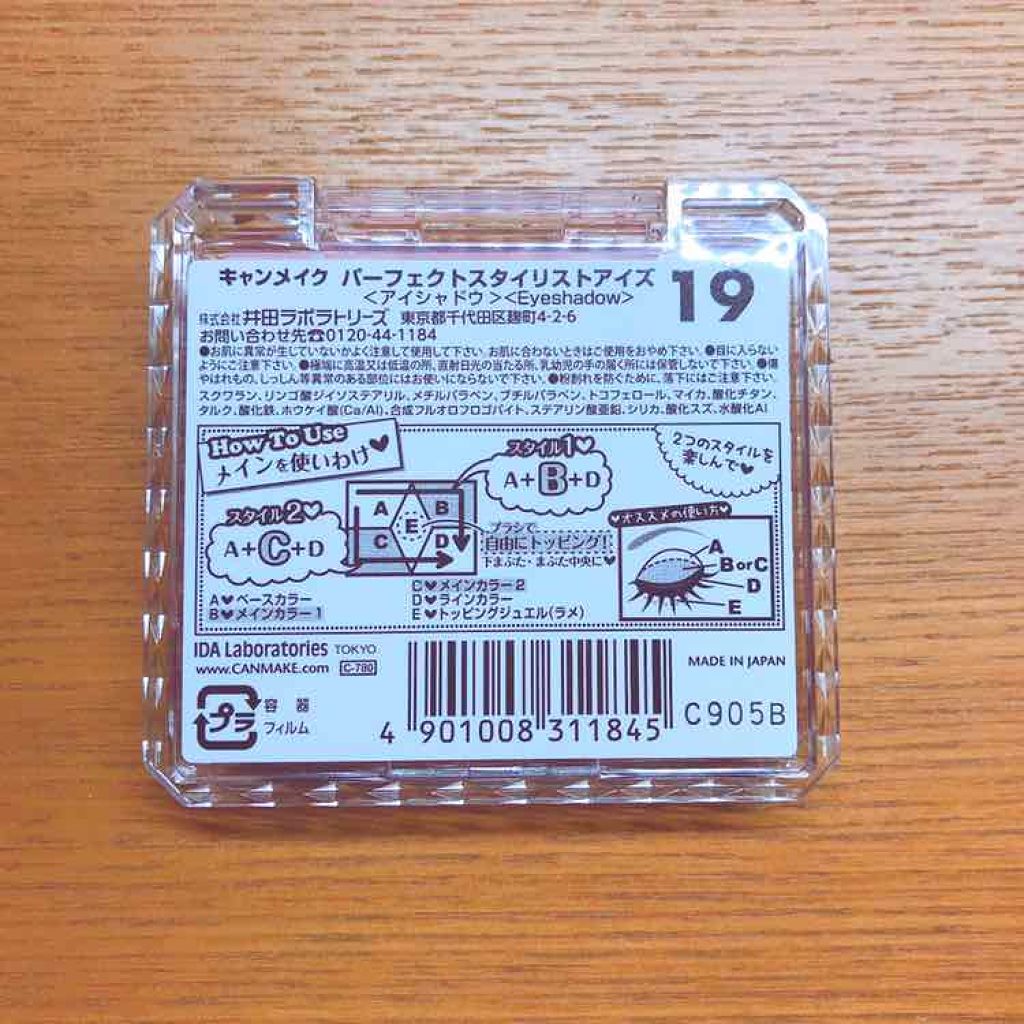 キャンメイク パーフェクトスタイリストアイズ 19
<アイシャドウ><Eyeshadow>
株式会社 井田ラボラトリーズ 東京都千代田区麹町4-2-6
お問い合わせ先☎0120-44-1184
●お肌に異常が生じていないかよく注意して使用して下さい。お肌に合わないときはご使用をおやめ下さい。●目に入らない
ようにご注意下さい。●極端に高温又は低温の所、直射日光の当たる所、乳幼児の手の届く所には保管しないで下さい。●傷
やはれもの、しっしん等異常のある部位にはお使いにならないで下さい。●粉割れを防ぐために、落下にはご注意下さい。
スクワラン、リンゴ酸ジイソステアリル、メチルパラベン、ブチルパラベン、トコフェロール、マイカ、酸化チタン、
タルク、酸化鉄、ホウケイ酸(Ca/Al)、合成フルオロフロゴパイト、ステアリン酸亜鉛、シリカ、酸化スズ、水酸化Al
How To Use
メインを使いわけ♥
スタイル1♥
A+B+D
2つのスタイルを
楽しんで♥
スタイル2♥
A+C+D
A B
E
C D
ブラシで
自由にトッピング!
下まぶた・まぶた中央に♥
♥オススメの使い方♥
A
B or C
D
E
A♥ベースカラー
B♥メインカラー1
C♥メインカラー2
D♥ラインカラー
E♥トッピングジュエル(ラメ)
IDA Laboratories TOKYO
www.CANMAKE.com C-780
MADE IN JAPAN
プラ
容器
フィルム
4 901008 311845
C905B